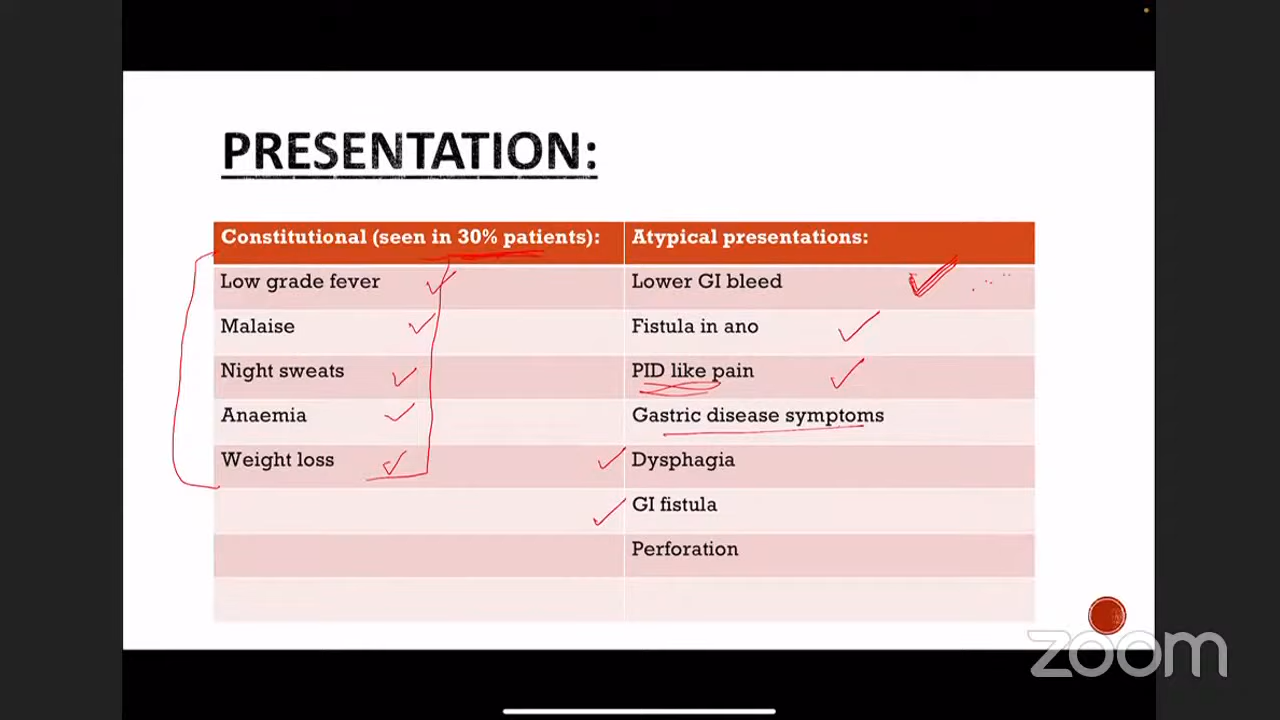 PRESENTATION:
Constitutional (seen in 30% patients): Atypical presentations:
Low grade fever Lower GI bleed
Malaise Fistula in ano
Night sweats PID like pain
Anaemia Gastric disease symptoms
Weight loss Dysphagia
GI fistula
Perforation
zoom